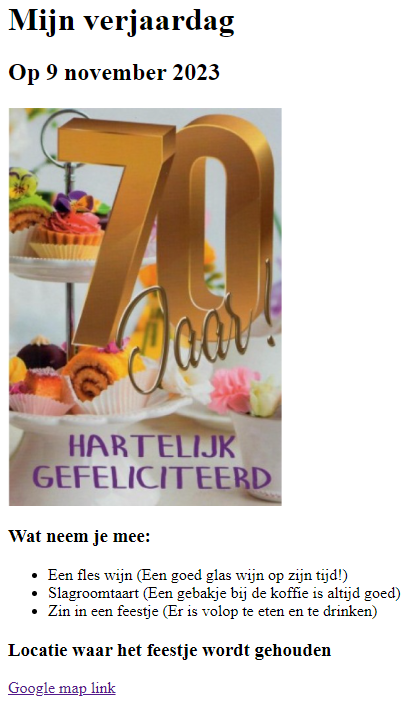 Mijn verjaardag
Op 9 november 2023
70
Jaar!
HARTELIJK
GEFELICITEERD
Wat neem je mee:
• Een fles wijn (Een goed glas wijn op zijn tijd!)
• Slagroomtaart (Een gebakje bij de koffie is altijd goed)
• Zin in een feestje (Er is volop te eten en te drinken)
Locatie waar het feestje wordt gehouden
Google map link